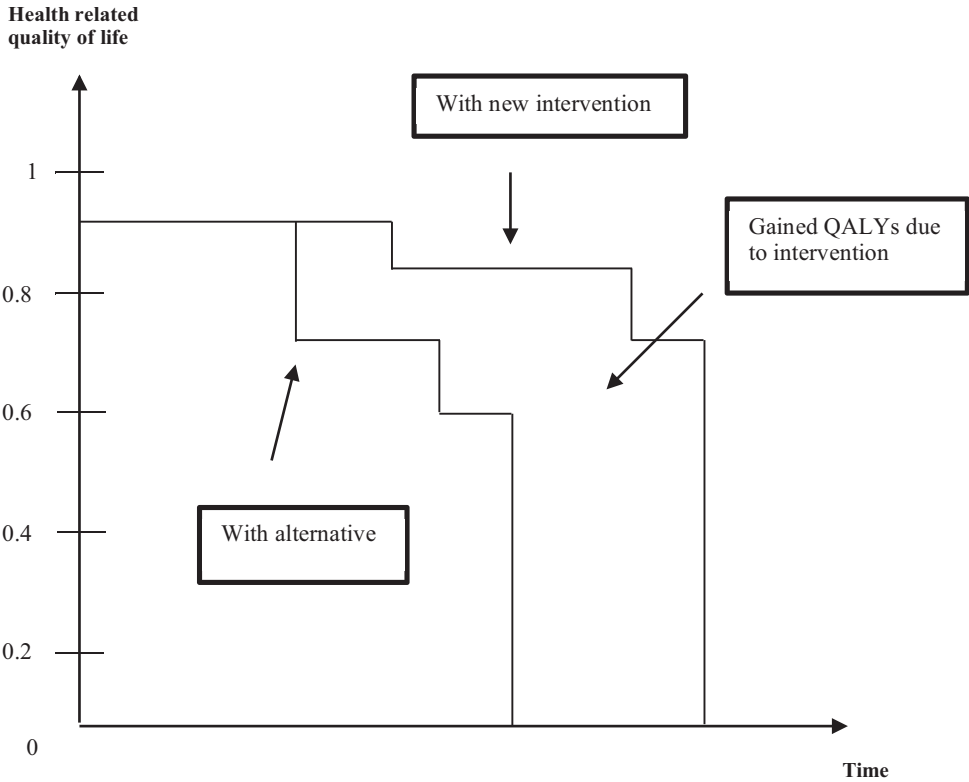 Health related
quality of life
With new intervention
1
Gained QALYs due
to intervention
0.8
0.6
With alternative
0.4
0.2
0
Time